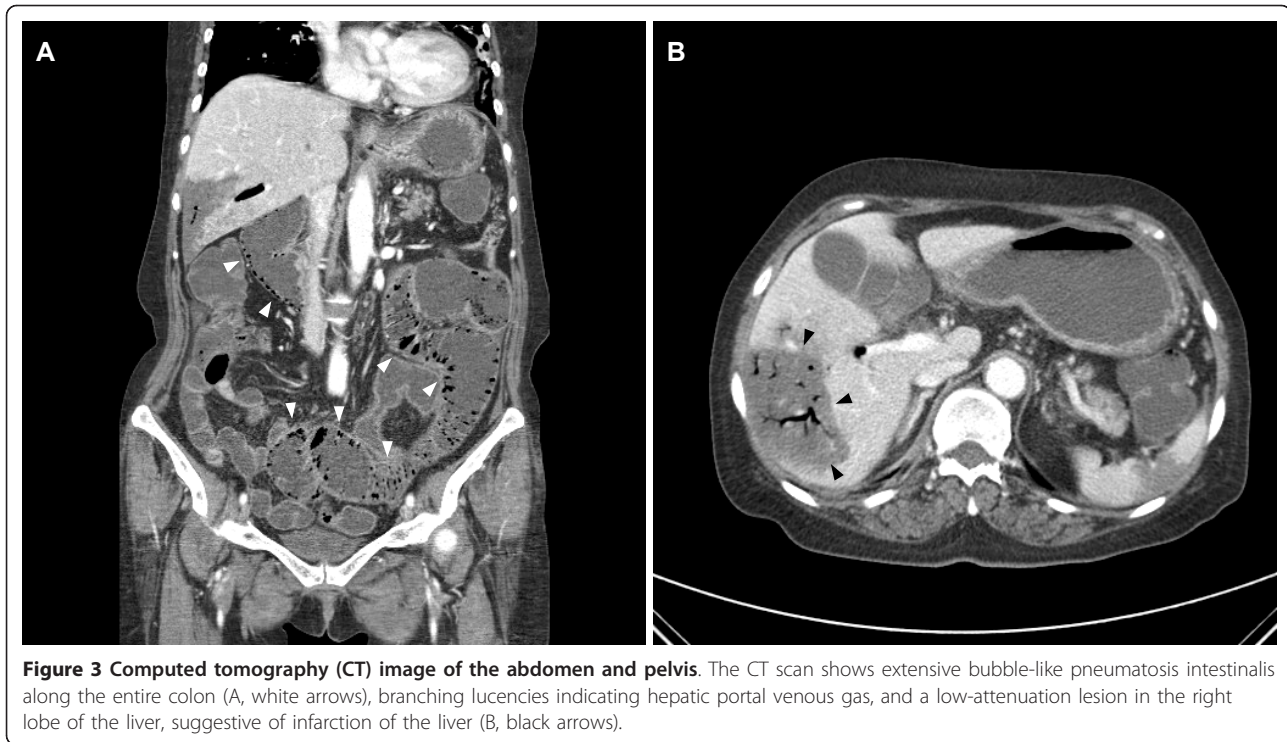 A
B
Figure 3 Computed tomography (CT) image of the abdomen and pelvis. The CT scan shows extensive bubble-like pneumatosis intestinalis
along the entire colon (A, white arrows), branching lucencies indicating hepatic portal venous gas, and a low-attenuation lesion in the right
lobe of the liver, suggestive of infarction of the liver (B, black arrows).